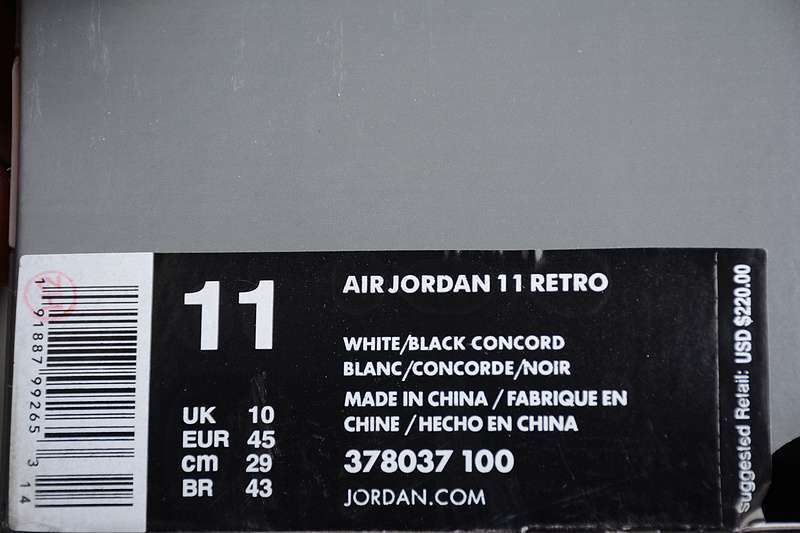 11
UK 10
EUR 45
cm 29
BR 43
AIR JORDAN 11 RETRO
WHITE/BLACK-CONCORD
BLANC/CONCORDE/NOIR
MADE IN CHINA / FABRIQUE EN
CHINE / HECHO EN CHINA
378037 100
JORDAN.COM
Suggested Retail: USD $220.00
1 91887 99265 3 14